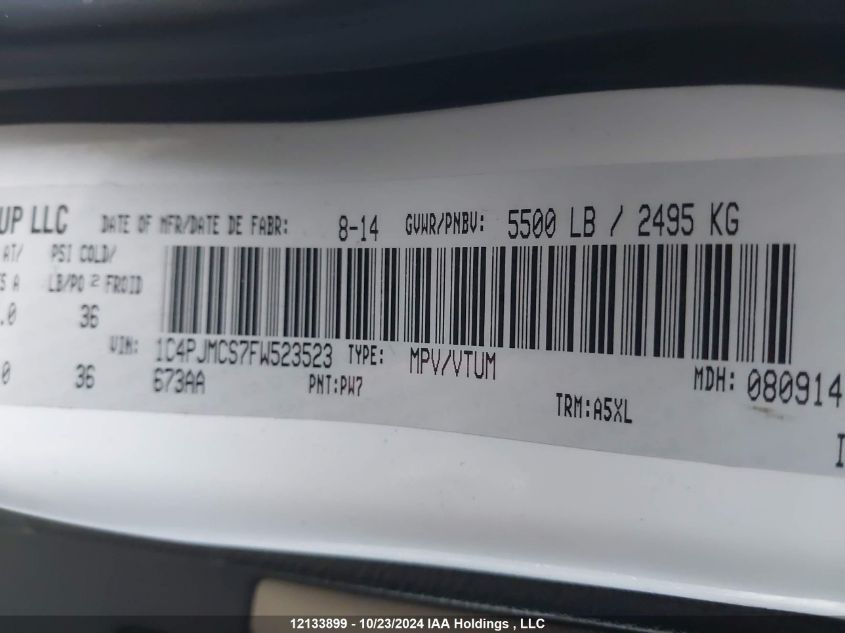 UP LLC DATE OF MFR/DATE DE FABR: 8-14 GVWR/PNBV: 5500 LB / 2495 KG
AT/ PSI COLD/
A LB/PO 2 FROID
.0 36
VIN: 1C4PJMCS7FW523523 TYPE: MPV/VTUM MDH: 080914
0 36 673AA PNT:PW7 TRM:A5XL
12133899 - 10/23/2024 IAA Holdings , LLC